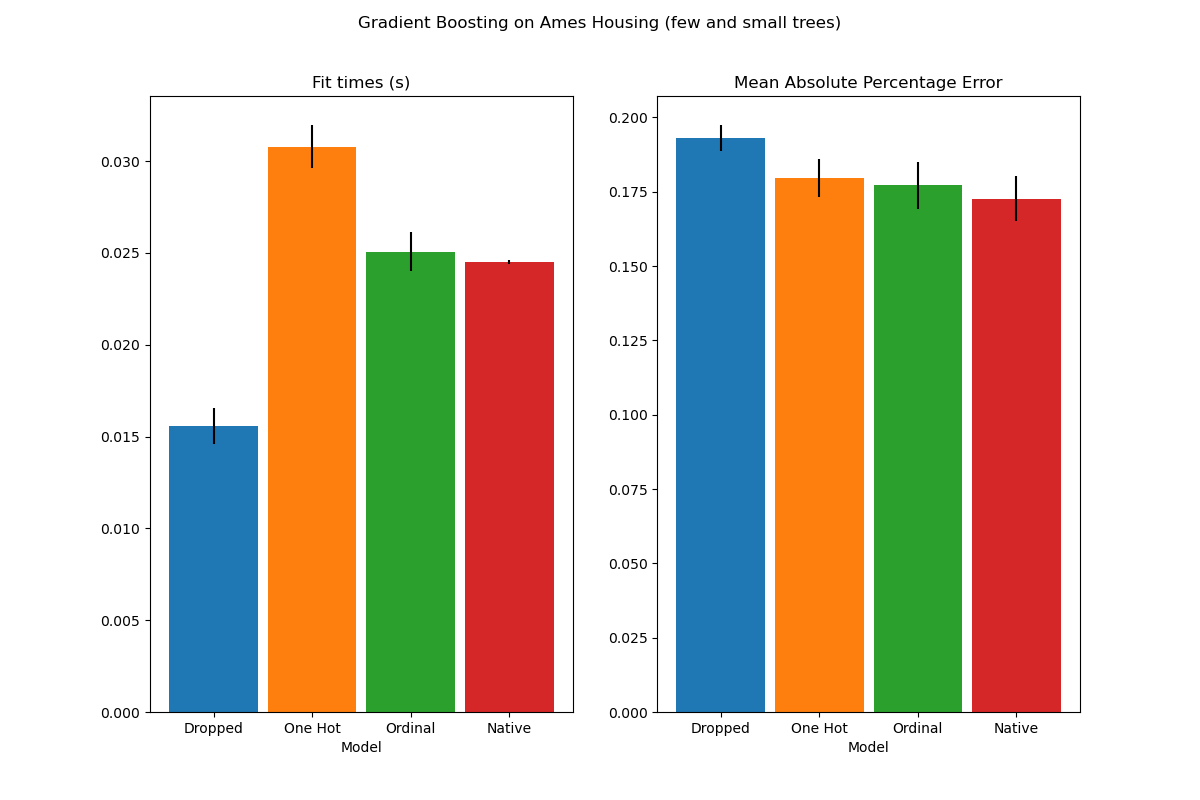 Gradient Boosting on Ames Housing (few and small trees)
Fit times (s)
0.030
0.025
0.020
0.015
0.010
0.005
0.000
Dropped One Hot Ordinal Native
Model
Mean Absolute Percentage Error
0.200
0.175
0.150
0.125
0.100
0.075
0.050
0.025
0.000
Dropped One Hot Ordinal Native
Model